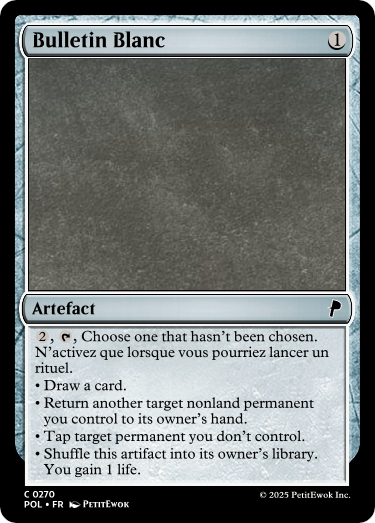 Bulletin Blanc 1
Artefact
2, , Choose one that hasn't been chosen.
N'activez que lorsque vous pourriez lancer un
rituel.
• Draw a card.
• Return another target nonland permanent
you control to its owner's hand.
• Tap target permanent you don't control.
• Shuffle this artifact into its owner's library.
You gain 1 life.
C 0270
POL • FR PETITEWOK
© 2025 PetitEwok Inc.